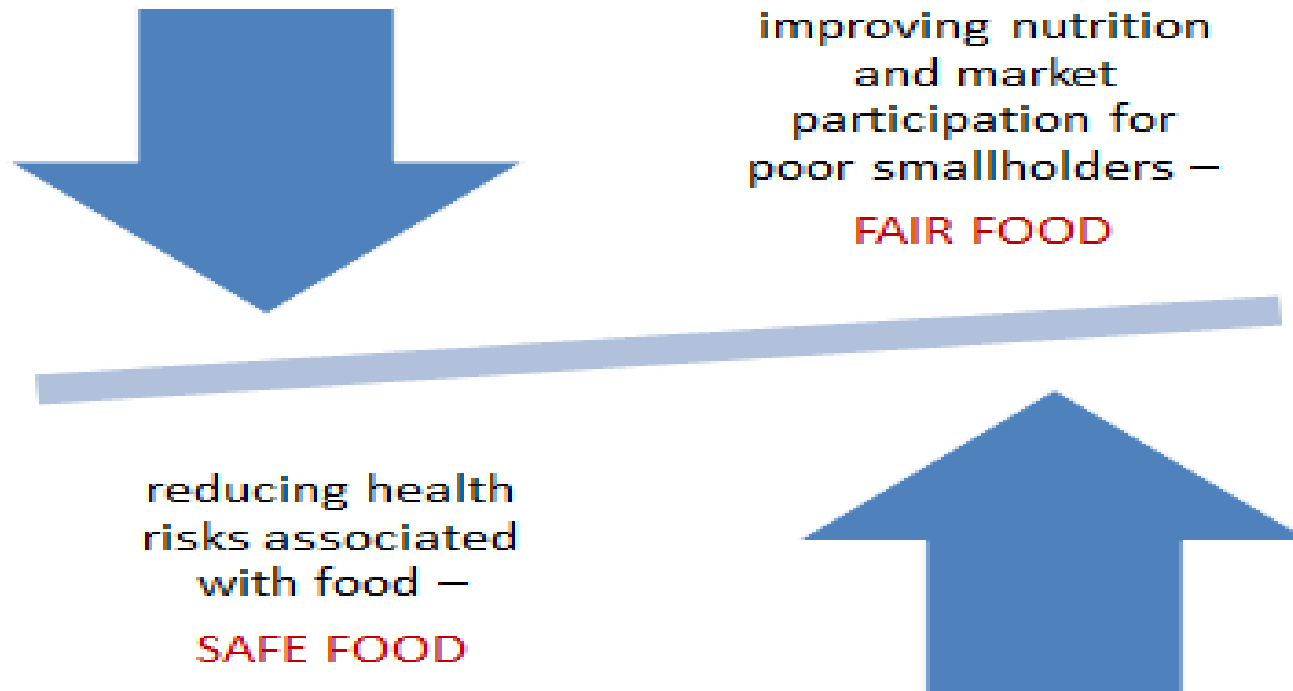 improving nutrition
and market
participation for
poor smallholders –
FAIR FOOD
reducing health
risks associated
with food –
SAFE FOOD